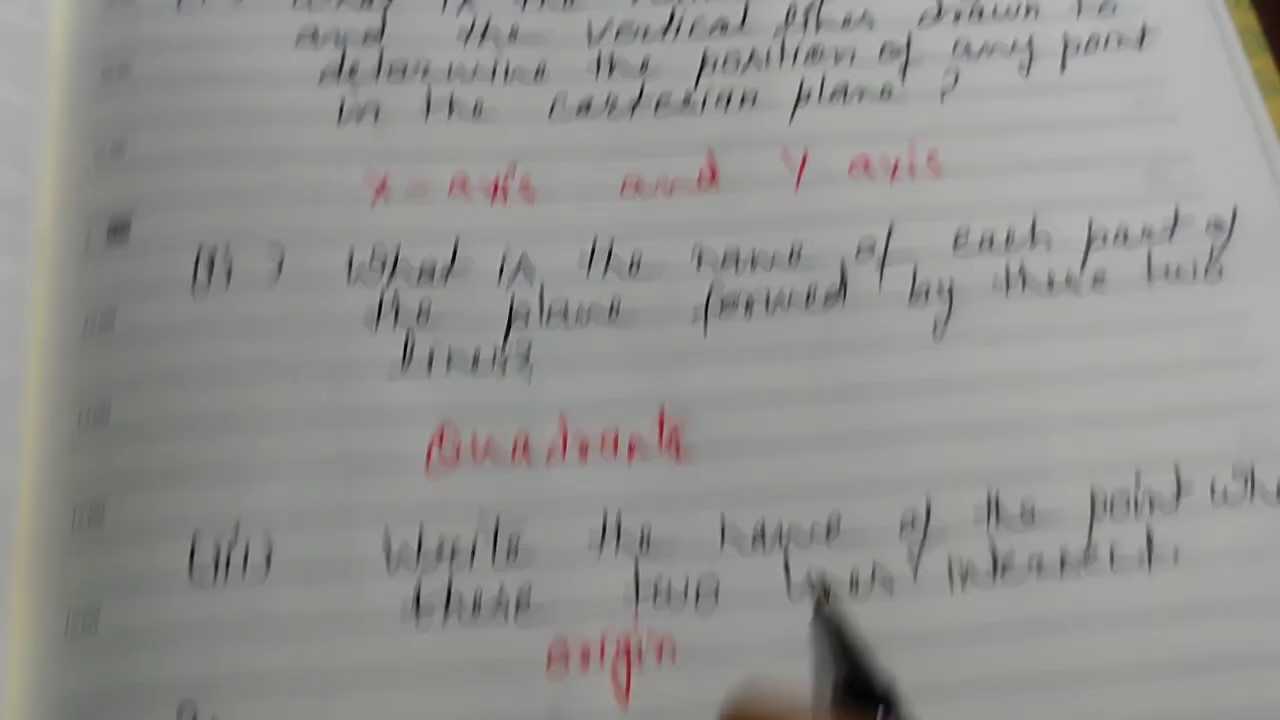 and the vertical lines drawn to
determine the position of any point
in the cartesian plane ?
x-axis and y axis
(ii) What is the name of each part of
the plane formed by these two
lines
Quadrants
(iii) Write the name of the point
these two lines intersect.
origin